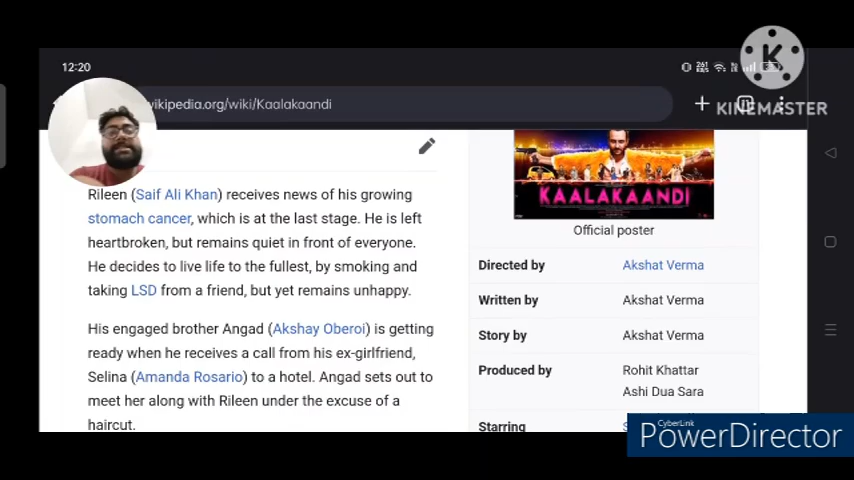 12:20
KINEMASTER
wikipedia.org/wiki/Kaalakaandi
KAALAKAANDI
Official poster
Rileen (Saif Ali Khan) receives news of his growing
stomach cancer, which is at the last stage. He is left
heartbroken, but remains quiet in front of everyone.
He decides to live life to the fullest, by smoking and
taking LSD from a friend, but yet remains unhappy.
His engaged brother Angad (Akshay Oberoi) is getting
ready when he receives a call from his ex-girlfriend,
Selina (Amanda Rosario) to a hotel. Angad sets out to
meet her along with Rileen under the excuse of a
haircut.
Directed by Akshat Verma
Written by Akshat Verma
Story by Akshat Verma
Produced by Rohit Khattar
Ashi Dua Sara
Starring
CyberLink
PowerDirector